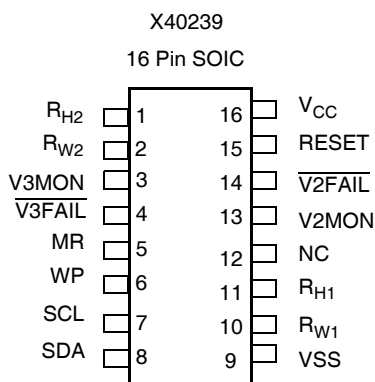 X40239
16 Pin SOIC
RH2 1 16 VCC
RW2 2 15 RESET
V3MON 3 14 V2FAIL
V3FAIL 4 13 V2MON
MR 5 12 NC
WP 6 11 RH1
SCL 7 10 RW1
SDA 8 9 VSS